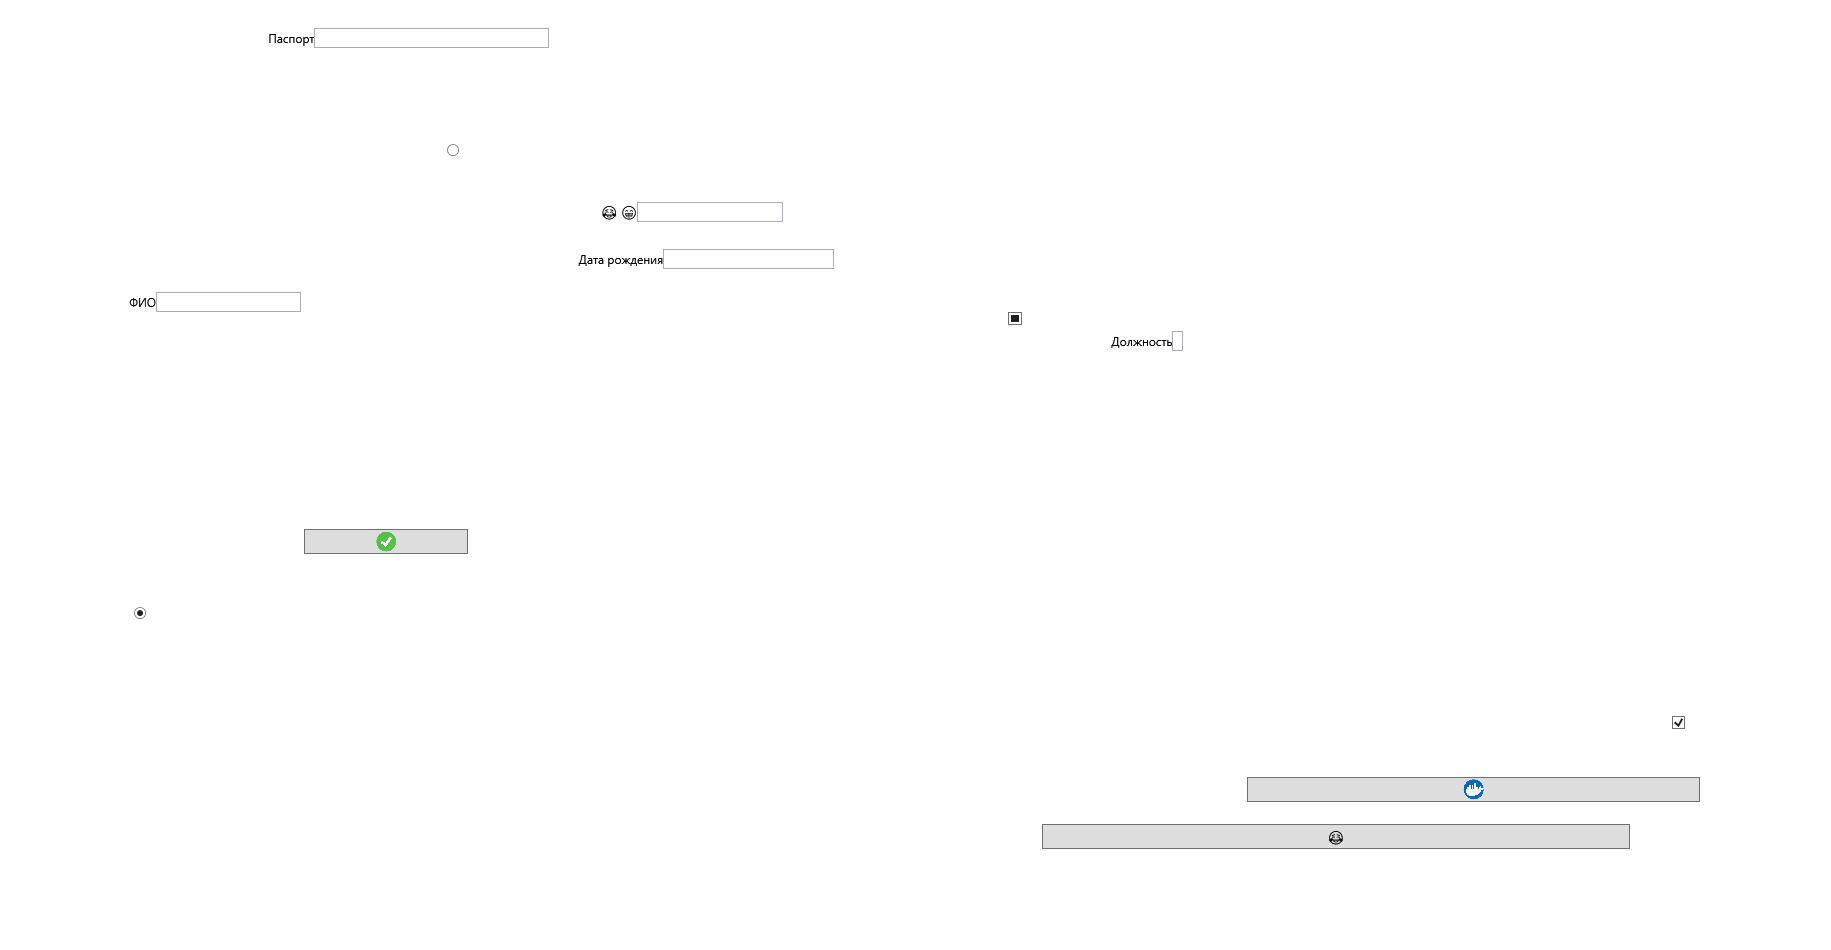 Паспорт
😂 😁
Дата рождения
ФИО
Должность
😂